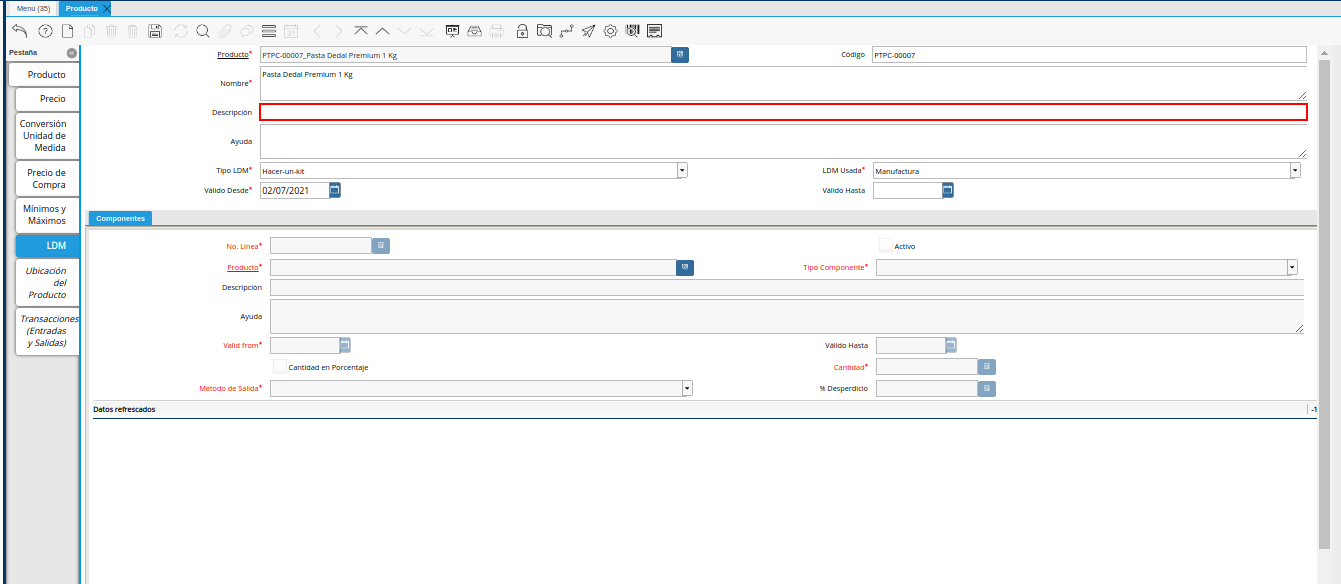 Menú (35) Producto
Pestaña
Producto
Precio
Conversión
Unidad de
Medida
Precio de
Compra
Mínimos y
Máximos
LDM
Ubicación
del
Producto
Transacciones
(Entradas
y Salidas)
Producto* PTPC-00007_Pasta Dedal Premium 1 Kg Código PTPC-00007
Nombre* Pasta Dedal Premium 1 Kg
Descripción
Ayuda
Tipo LDM* Hacer-un-kit LDM Usada* Manufactura
Válido Desde* 02/07/2021 Válido Hasta
Componentes
No. Línea* Activo
Producto* Tipo Componente*
Descripción
Ayuda
Valid from* Válido Hasta
Cantidad en Porcentaje Cantidad*
Método de Salida* % Desperdicio
Datos refrescados -1